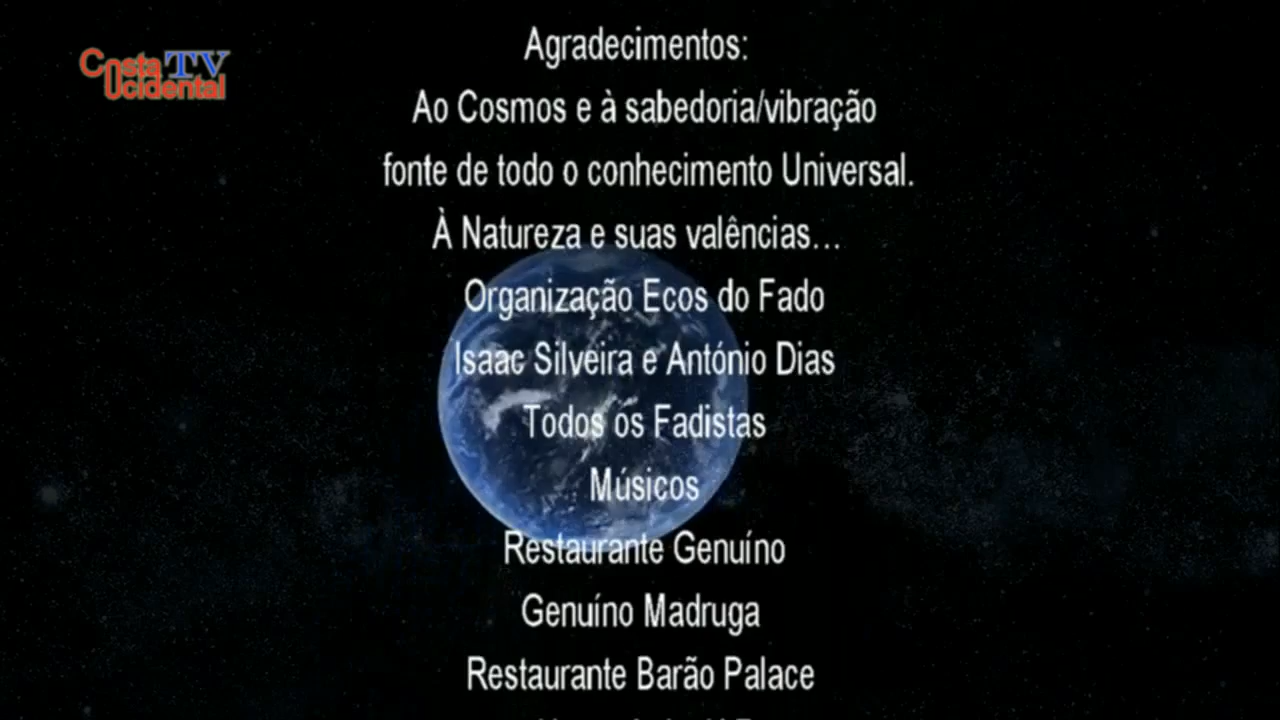 Costa TV
Ocidental
Agradecimentos:
Ao Cosmos e à sabedoria/vibração
fonte de todo o conhecimento Universal.
À Natureza e suas valências...
Organização Ecos do Fado
Isaac Silveira e António Dias
Todos os Fadistas
Músicos
Restaurante Genuíno
Genuíno Madruga
Restaurante Barão Palace